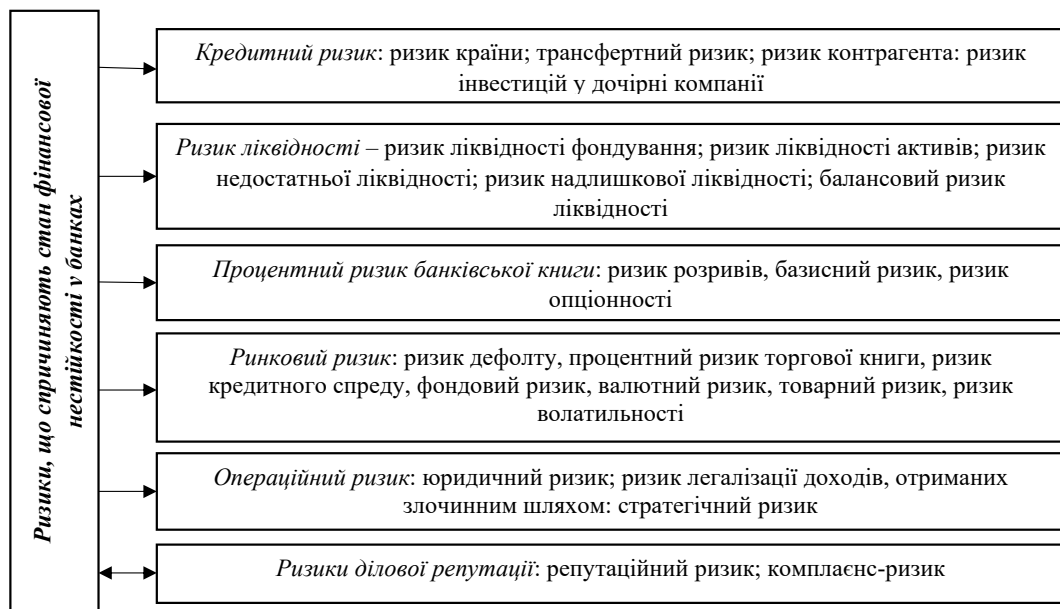 Ризики, що спричиняють стан фінансової
нестійкості у банках
Кредитний ризик: ризик країни; трансфертний ризик; ризик контрагента: ризик
інвестицій у дочірні компанії
Ризик ліквідності – ризик ліквідності фондування; ризик ліквідності активів; ризик
недостатньої ліквідності; ризик надлишкової ліквідності; балансовий ризик
ліквідності
Процентний ризик банківської книги: ризик розривів, базисний ризик, ризик
опціонності
Ринковий ризик: ризик дефолту, процентний ризик торгової книги, ризик
кредитного спреду, фондовий ризик, валютний ризик, товарний ризик, ризик
волатильності
Операційний ризик: юридичний ризик; ризик легалізації доходів, отриманих
злочинним шляхом: стратегічний ризик
Ризики ділової репутації: репутаційний ризик; комплаєнс-ризик